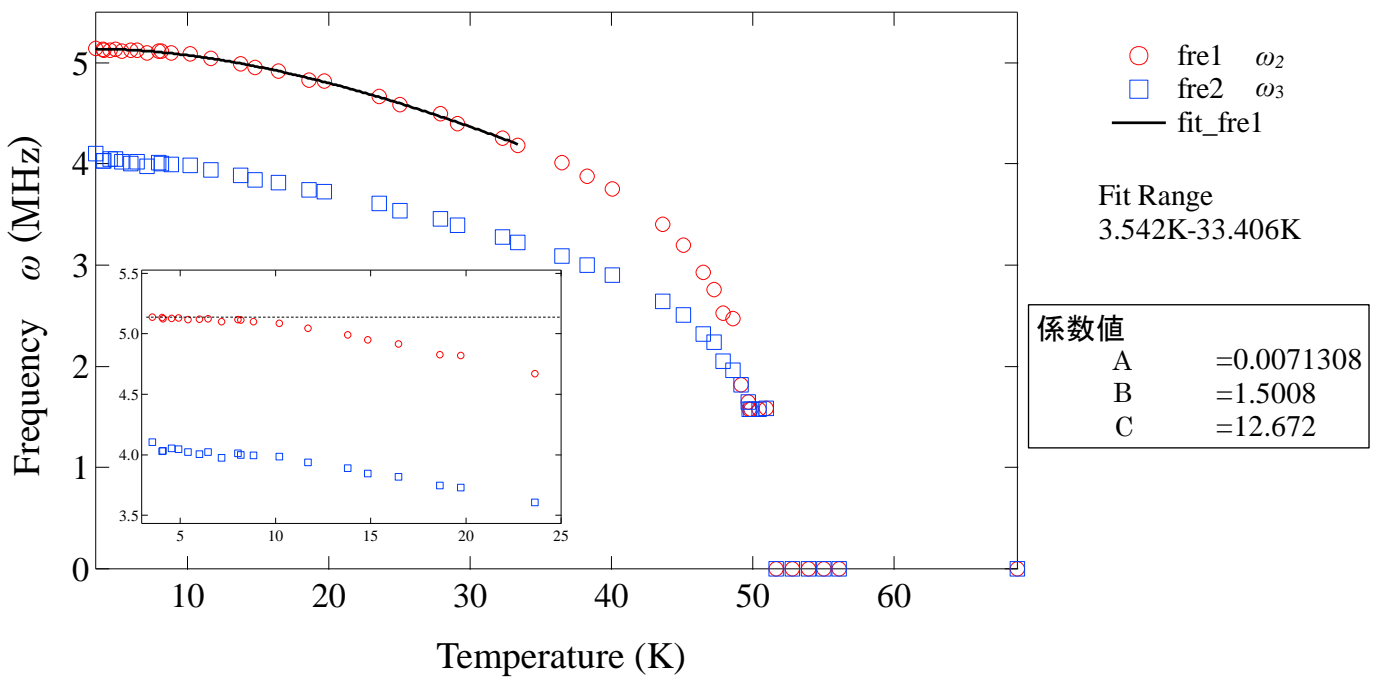 5
4
3
2
1
0
Frequency ω (MHz)
10 20 30 40 50 60
Temperature (K)
5.5
5.0
4.5
4.0
3.5
5 10 15 20 25
fre1 ω2
fre2 ω3
fit_fre1
Fit Range
3.542K-33.406K
係数値
A =0.0071308
B =1.5008
C =12.672